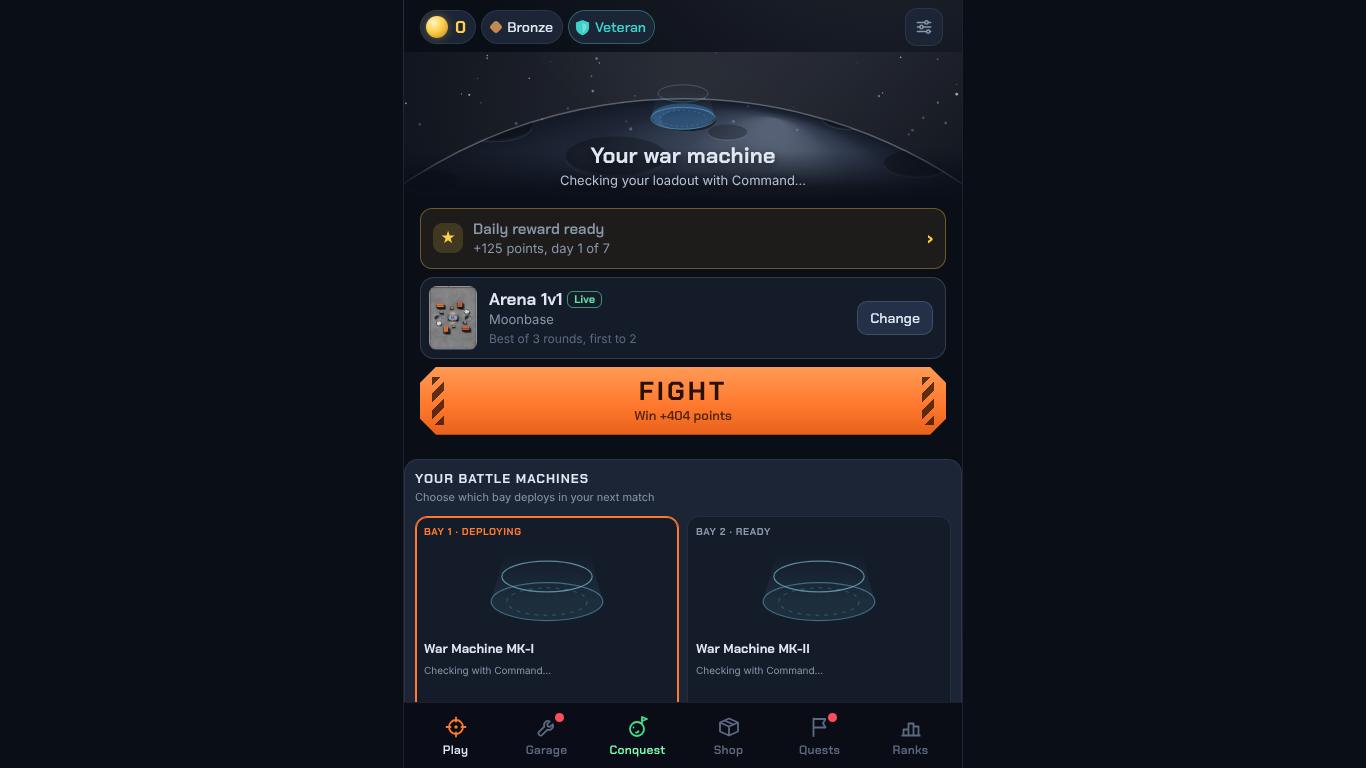 0
Bronze
Veteran
Your war machine
Checking your loadout with Command...
Daily reward ready
+125 points, day 1 of 7
Arena 1v1
Live
Moonbase
Best of 3 rounds, first to 2
Change
FIGHT
Win +404 points
YOUR BATTLE MACHINES
Choose which bay deploys in your next match
BAY 1 · DEPLOYING
BAY 2 · READY
War Machine MK-I
War Machine MK-II
Checking with Command...
Checking with Command...
Play
Garage
Conquest
Shop
Quests
Ranks